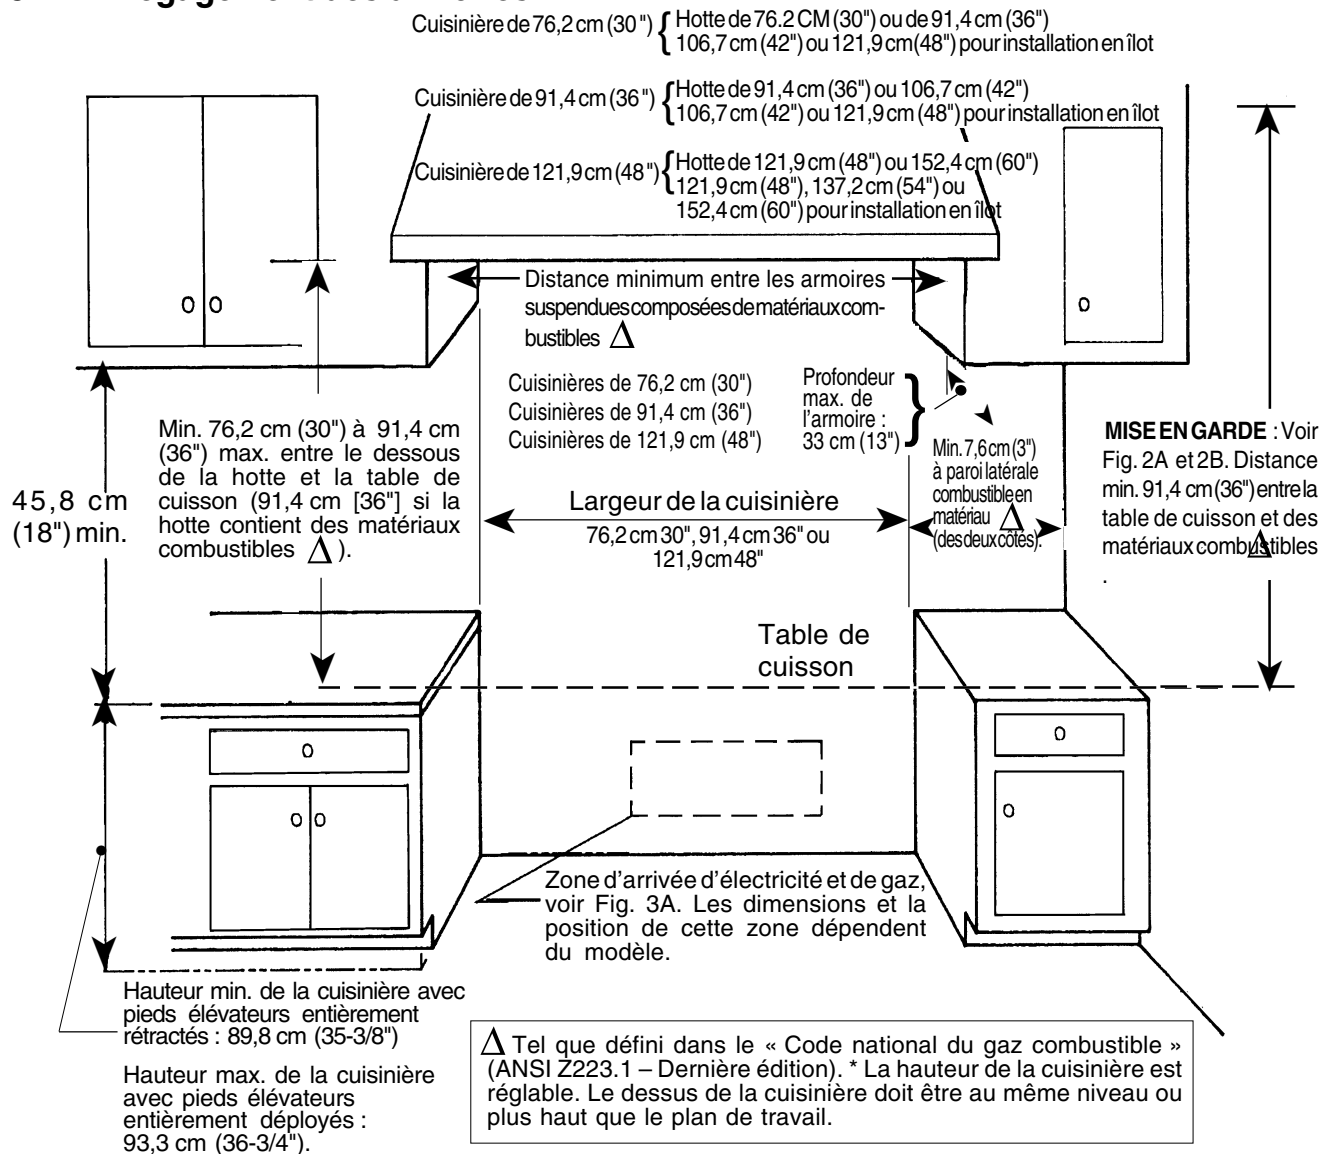 Cuisinière de 76,2 cm (30") { Hotte de 76.2 CM (30") ou de 91,4 cm (36")
106,7 cm (42") ou 121,9 cm (48") pour installation en îlot
Cuisinière de 91,4 cm (36") { Hotte de 91,4 cm (36") ou 106,7 cm (42")
106,7 cm (42") ou 121,9 cm (48") pour installation en îlot
Cuisinière de 121,9 cm (48") { Hotte de 121,9 cm (48") ou 152,4 cm (60")
121,9 cm (48"), 137,2 cm (54") ou
152,4 cm (60") pour installation en îlot
Distance minimum entre les armoires
suspendues composées de matériaux com-
bustibles Δ
Cuisinières de 76,2 cm (30")
Cuisinières de 91,4 cm (36")
Cuisinières de 121,9 cm (48")
Profondeur
max. de
l'armoire :
33 cm (13")
Min. 7,6 cm (3")
à paroi latérale
combustible en
matériau Δ
(des deux côtés).
MISE EN GARDE : Voir
Fig. 2A et 2B. Distance
min. 91,4 cm (36") entre la
table de cuisson et des
matériaux combustibles Δ
.
Min. 76,2 cm (30") à 91,4 cm
(36") max. entre le dessous
de la hotte et la table de
cuisson (91,4 cm [36"] si la
hotte contient des matériaux
combustibles Δ ).
45,8 cm
(18") min.
Largeur de la cuisinière
76,2 cm 30", 91,4 cm 36" ou
121,9 cm 48"
Table de
cuisson
Zone d'arrivée d'électricité et de gaz,
voir Fig. 3A. Les dimensions et la
position de cette zone dépendent
du modèle.
Hauteur min. de la cuisinière avec
pieds élévateurs entièrement
rétractés : 89,8 cm (35-3/8")
Hauteur max. de la cuisinière
avec pieds élévateurs
entièrement déployés :
93,3 cm (36-3/4").
Δ Tel que défini dans le « Code national du gaz combustible »
(ANSI Z223.1 – Dernière édition). * La hauteur de la cuisinière est
réglable. Le dessus de la cuisinière doit être au même niveau ou
plus haut que le plan de travail.